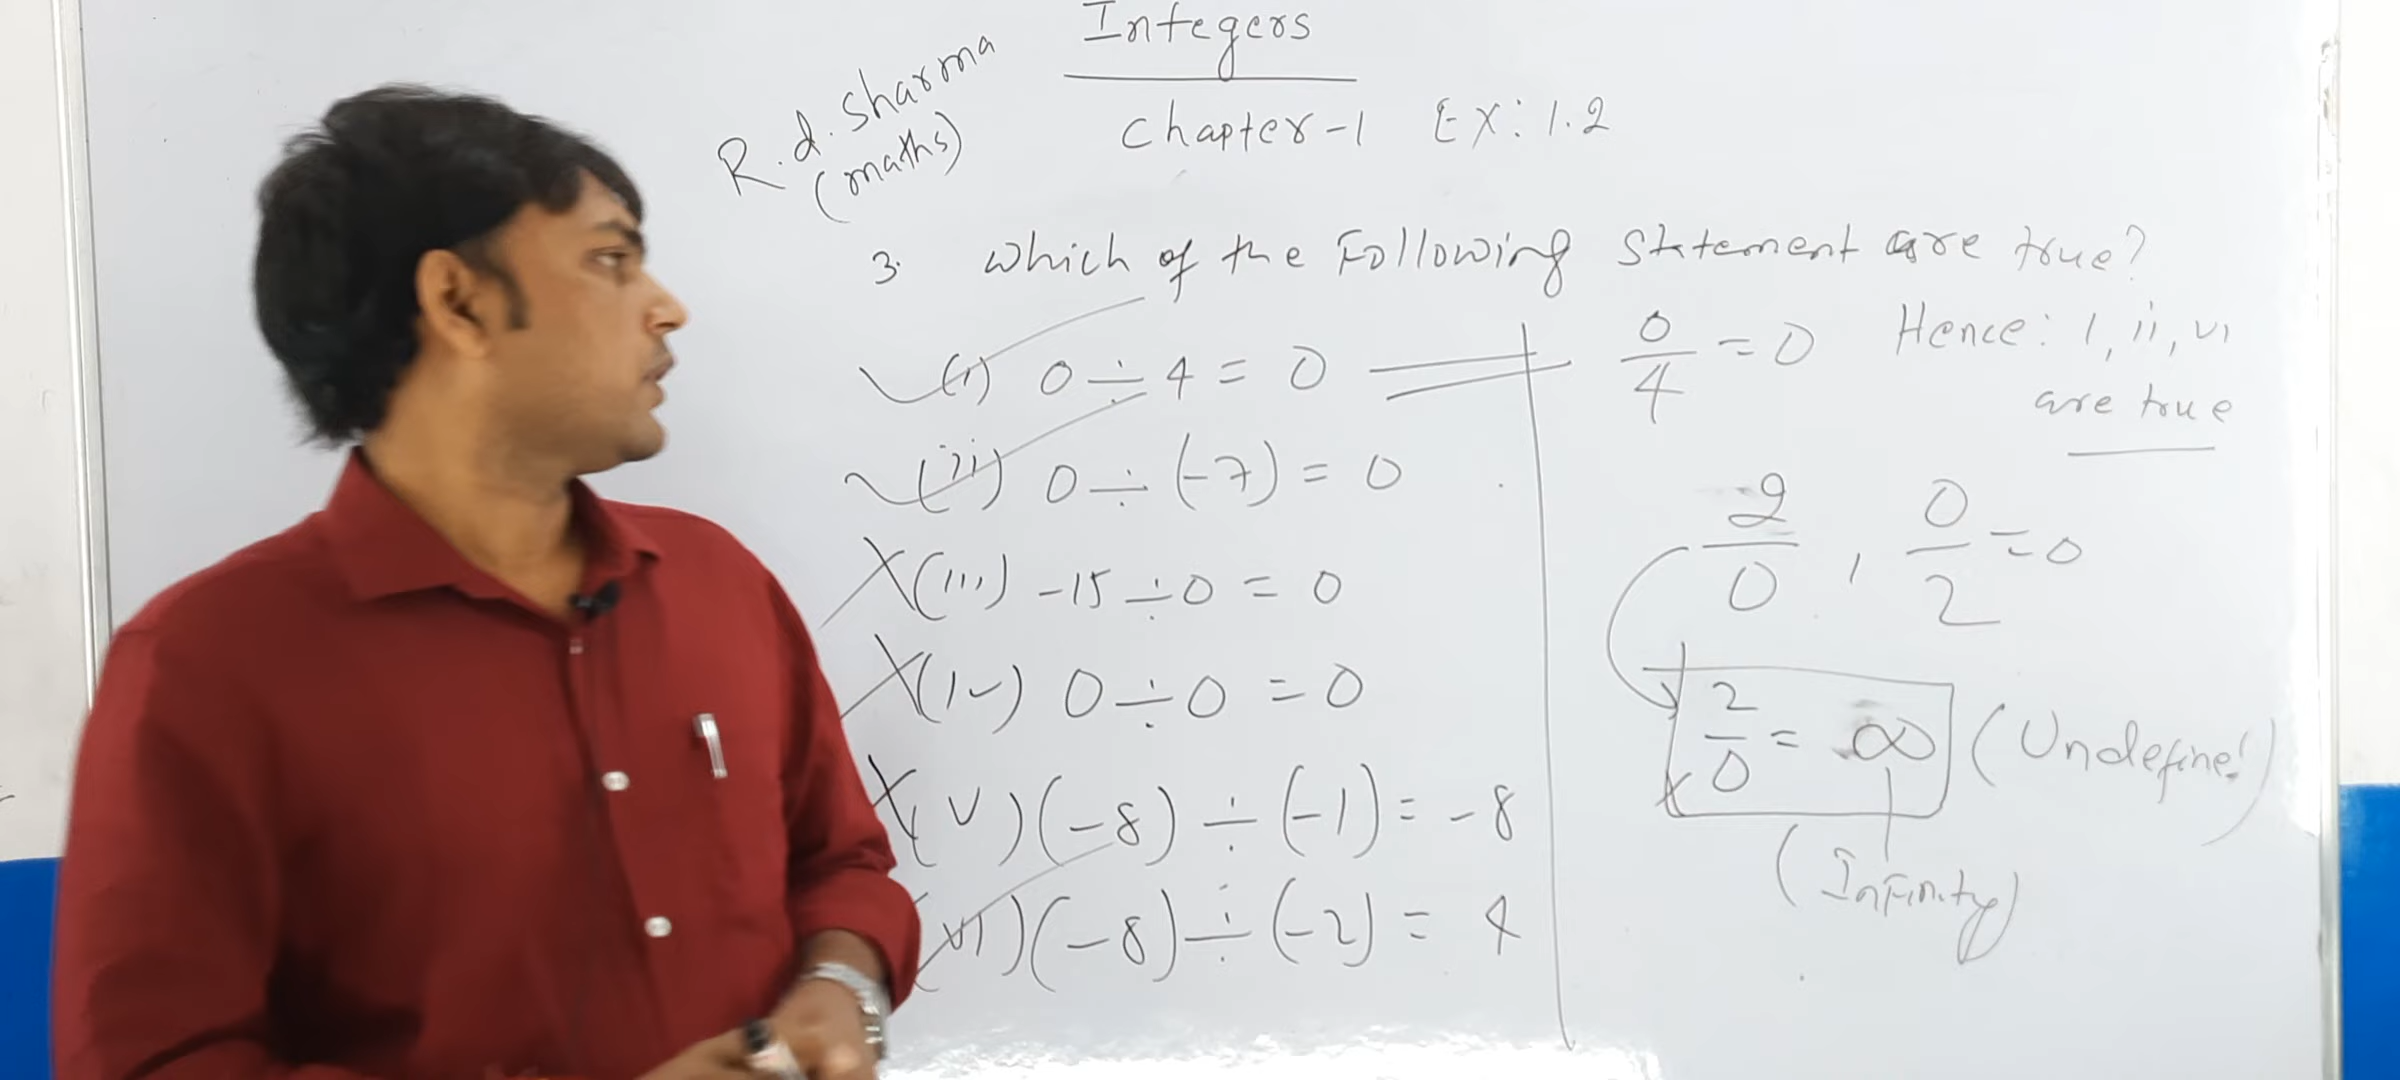 Integers
R.d. Sharma
(maths)
Chapter-1 EX: 1.2
3. Which of the Following Statement are true?
(i) 0 ÷ 4 = 0
(ii) 0 ÷ (-7) = 0
(iii) -15 ÷ 0 = 0
(iv) 0 ÷ 0 = 0
(v) (-8) ÷ (-1) = -8
(vi) (-8) ÷ (-2) = 4
0/4 = 0
Hence: i, ii, vi
are true
2/0 , 0/2 = 0
2/0 = ∞ (Undefined)
(Infinity)